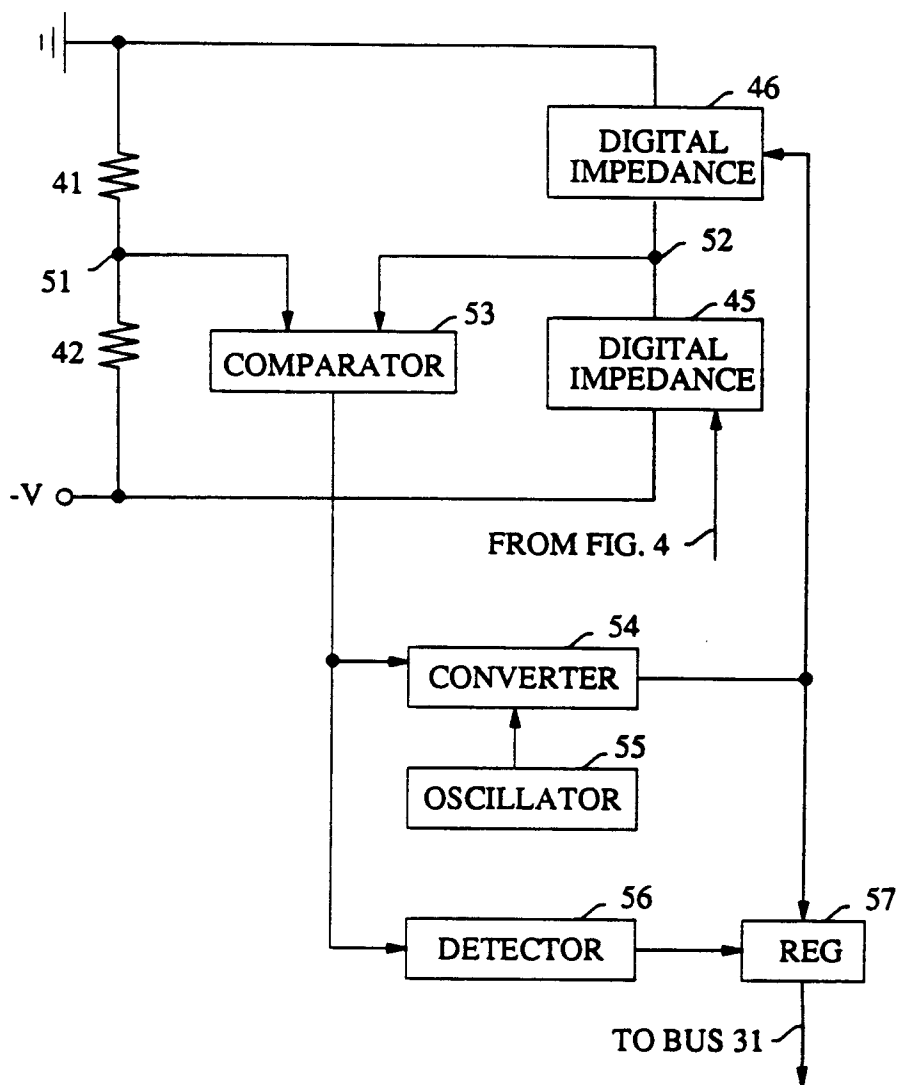 46
DIGITAL
IMPEDANCE
41
51
52
45
53
42
COMPARATOR
DIGITAL
IMPEDANCE
-V
FROM FIG. 4
54
CONVERTER
55
OSCILLATOR
56
57
DETECTOR
REG
TO BUS 31